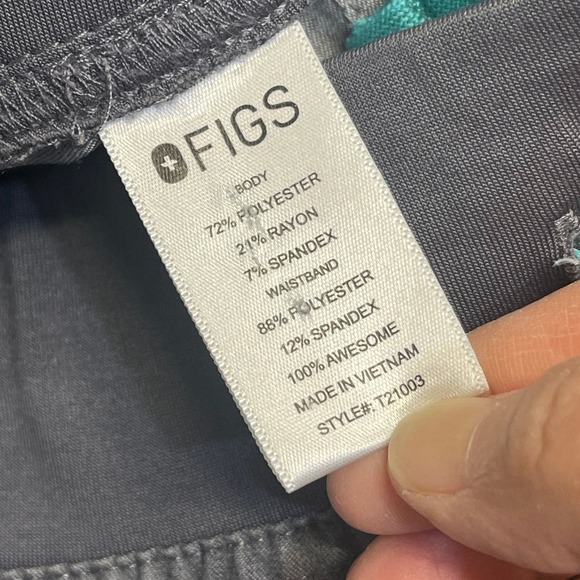 FIGS
BODY
72% POLYESTER
21% RAYON
7% SPANDEX
WAISTBAND
88% POLYESTER
12% SPANDEX
100% AWESOME
MADE IN VIETNAM
STYLE#: T21003